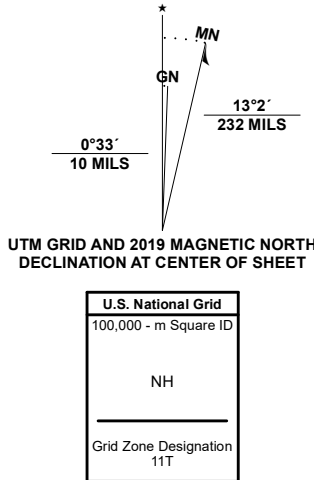 ★
MN
GN
0°33´
10 MILS
13°2´
232 MILS
UTM GRID AND 2019 MAGNETIC NORTH
DECLINATION AT CENTER OF SHEET
U.S. National Grid
100,000 - m Square ID
NH
Grid Zone Designation
11T